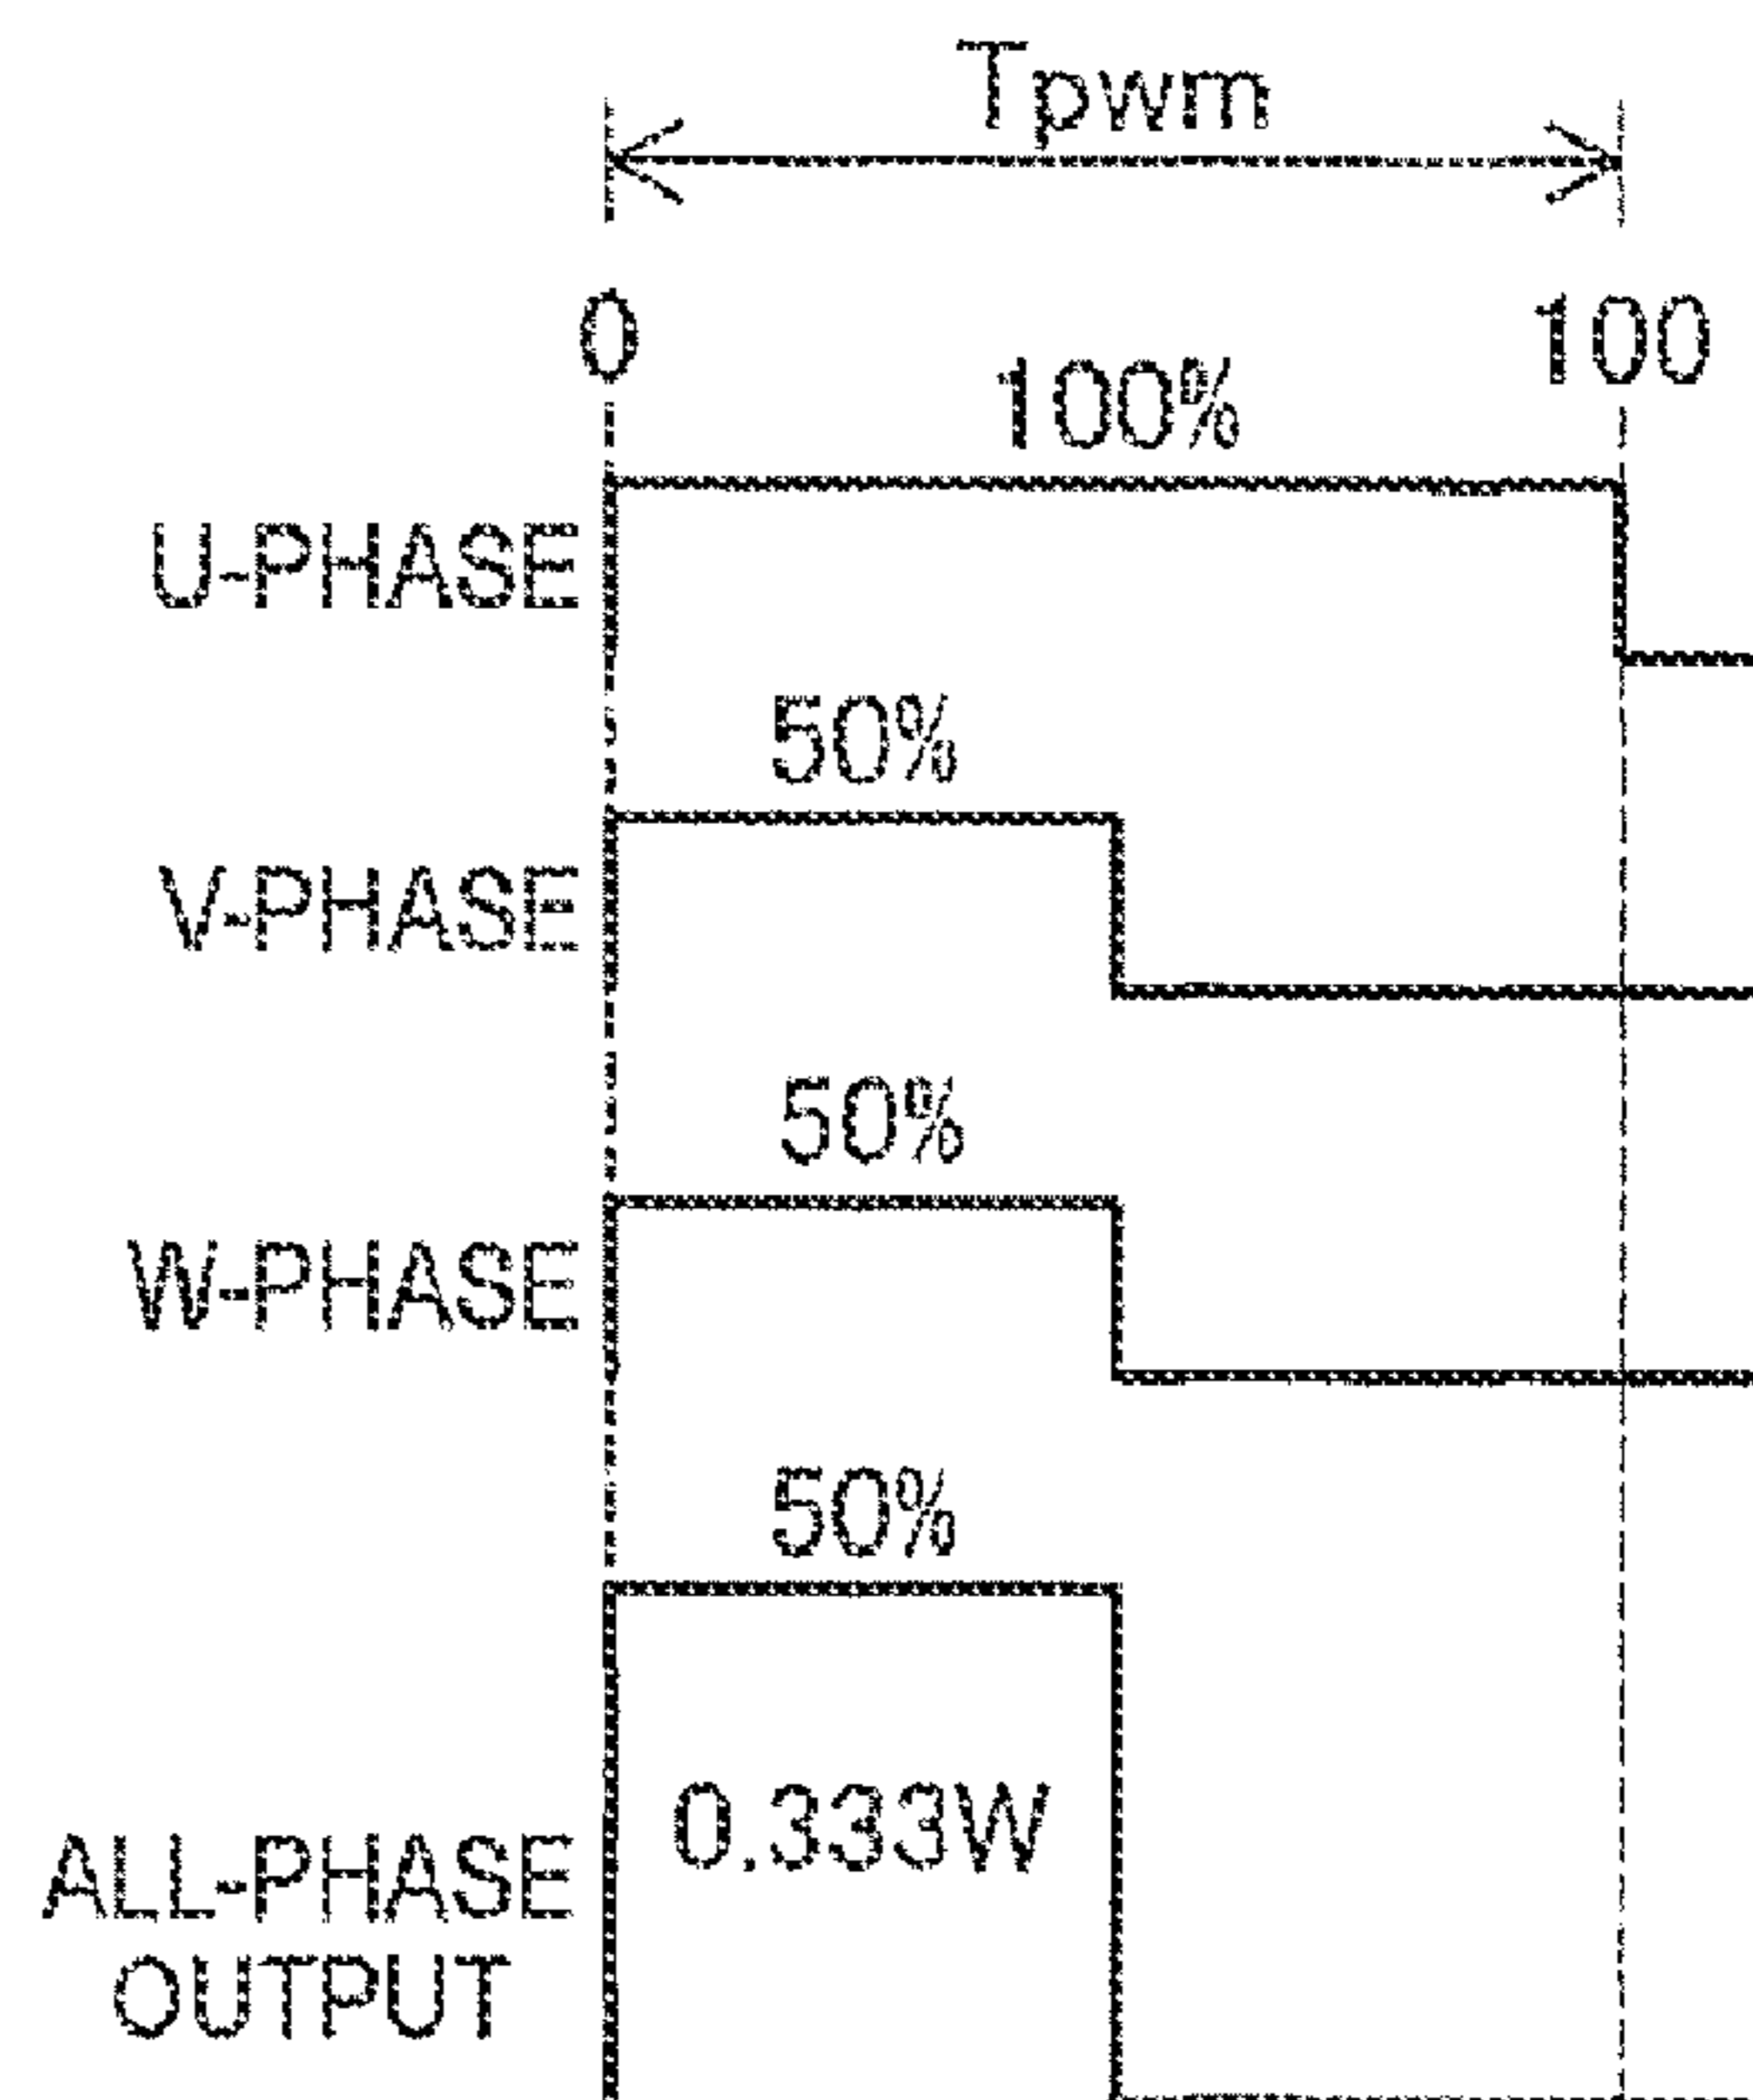 Tpwm
0
100
100%
U-PHASE
50%
V-PHASE
50%
W-PHASE
50%
0.333W
ALL-PHASE
OUTPUT